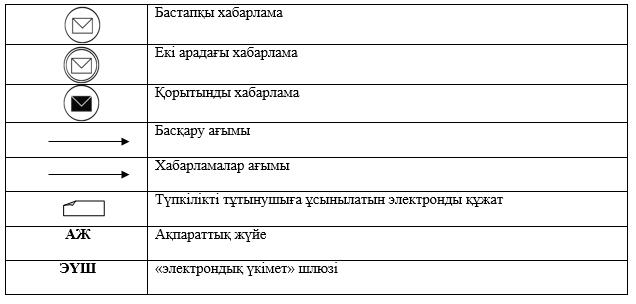 Бастапқы хабарлама
Екі арадағы хабарлама
Қорытынды хабарлама
Басқару ағымы
Хабарламалар ағымы
Түпкілікті тұтынушыға ұсынылатын электронды құжат
АЖ Ақпараттық жүйе
ЭҮШ «электрондық үкімет» шлюзі